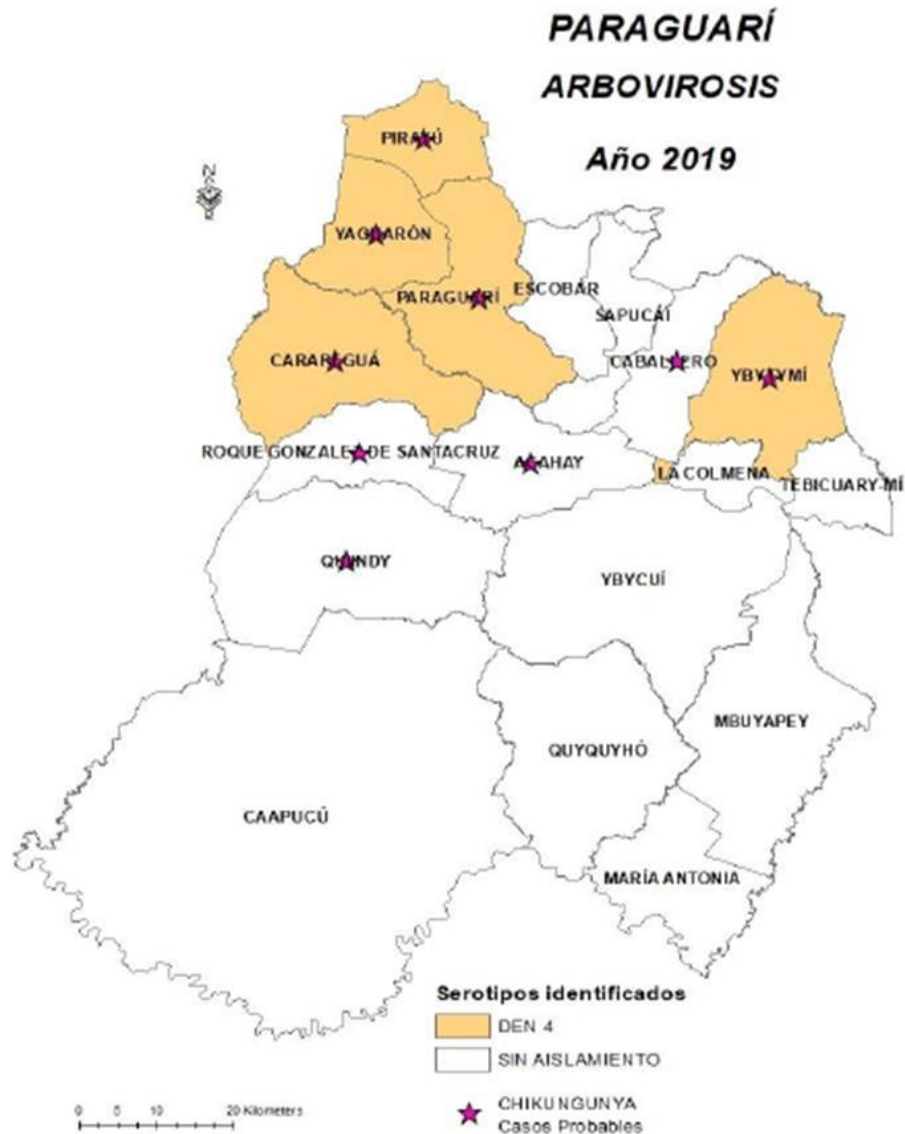 PARAGUARÍ
ARBOVIROSIS
Año 2019
N
PIRAYÚ
YAGUARÓN
PARAGUARÍ
ESCOBÁR
SAPUCÁI
CARAPEGUÁ
CABALLERO
YBYTYMÍ
ROQUE GONZALEZ DE SANTACRUZ
ACAHAY
LA COLMENA
TEBICUARY-MÍ
QUIINDY
YBYCUÍ
MBUYAPEY
QUYQUYHÓ
CAAPUCÚ
MARÍA ANTONIA
Serotipos identificados
DEN 4
SIN AISLAMIENTO
CHIKUNGUNYA
Casos Probables
0 5 10 20 Kilometers